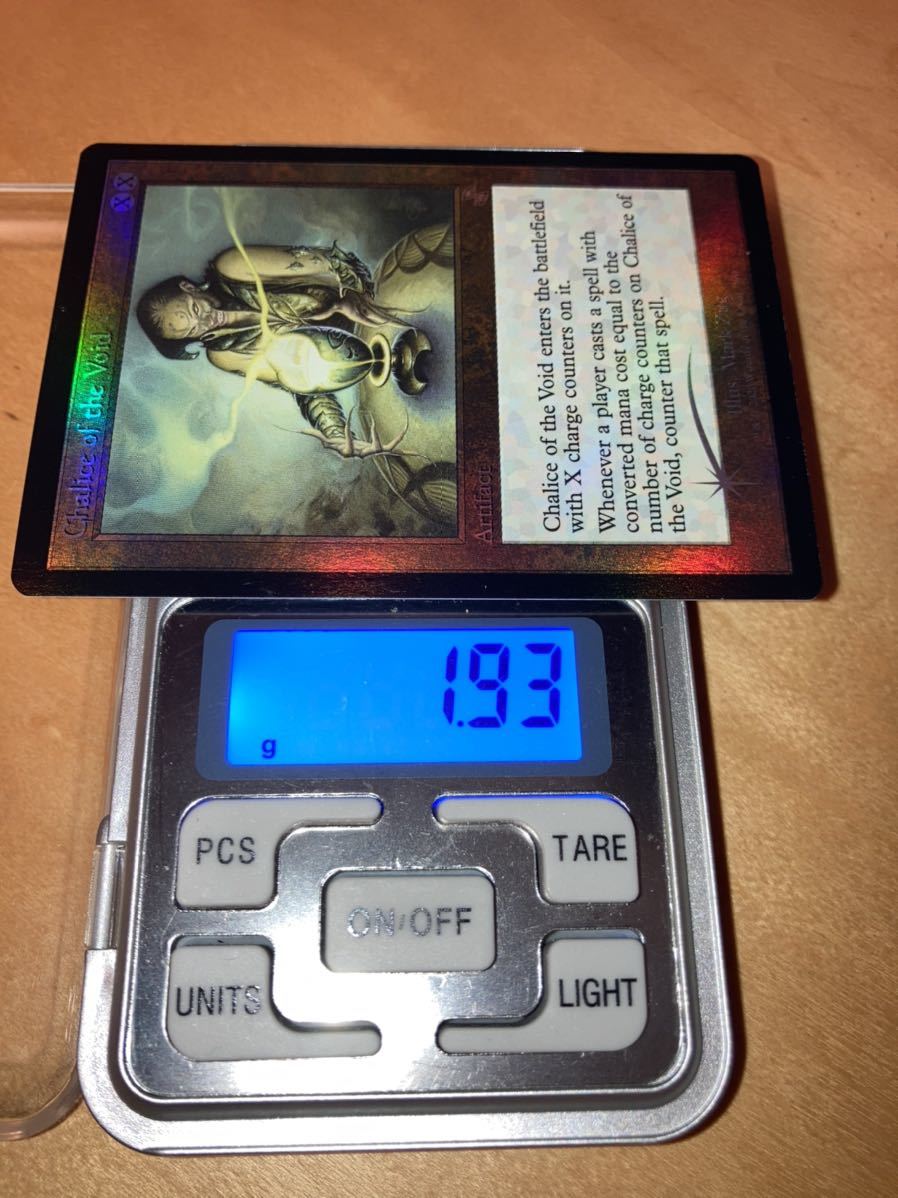 Chalice of the Void
X X
Artifact
Chalice of the Void enters the battlefield
with X charge counters on it.
Whenever a player casts a spell with
converted mana cost equal to the
number of charge counters on Chalice of
the Void, counter that spell.
Illus. Mark
1.93
g
PCS
TARE
ON/OFF
UNITS
LIGHT